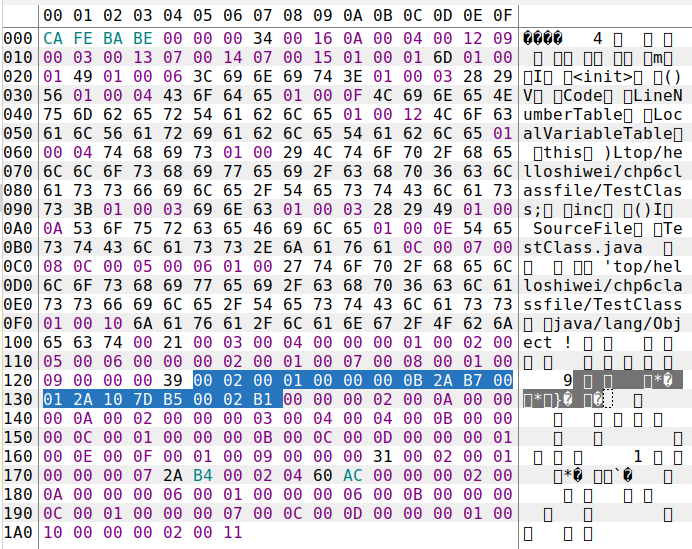 00 01 02 03 04 05 06 07 08 09 0A 0B 0C 0D 0E 0F
000 CA FE BA BE 00 00 00 34 00 16 0A 00 04 00 12 09 ���� 4
010 00 03 00 13 07 00 14 07 00 15 01 00 01 6D 01 00 m
020 01 49 01 00 06 3C 69 6E 69 74 3E 01 00 03 28 29 I <init> ()
030 56 01 00 04 43 6F 64 65 01 00 0F 4C 69 6E 65 4E V Code LineN
040 75 6D 62 65 72 54 61 62 6C 65 01 00 12 4C 6F 63 umberTable Loc
050 61 6C 56 61 72 69 61 62 6C 65 54 61 62 6C 65 01 alVariableTable
060 00 04 74 68 69 73 01 00 29 4C 74 6F 70 2F 68 65 this )Ltop/he
070 6C 6C 6F 73 68 69 77 65 69 2F 63 68 70 36 63 6C lloshiwei/chp6cl
080 61 73 73 66 69 6C 65 2F 54 65 73 74 43 6C 61 73 assfile/TestClas
090 73 3B 01 00 03 69 6E 63 01 00 03 28 29 49 01 00 s; inc ()I
0A0 0A 53 6F 75 72 63 65 46 69 6C 65 01 00 0E 54 65 SourceFile Te
0B0 73 74 43 6C 61 73 73 2E 6A 61 76 61 0C 00 07 00 stClass.java
0C0 08 0C 00 05 00 06 01 00 27 74 6F 70 2F 68 65 6C 'top/hel
0D0 6C 6F 73 68 69 77 65 69 2F 63 68 70 36 63 6C 61 loshiwei/chp6cla
0E0 73 73 66 69 6C 65 2F 54 65 73 74 43 6C 61 73 73 ssfile/TestClass
0F0 01 00 10 6A 61 76 61 2F 6C 61 6E 67 2F 4F 62 6A java/lang/Obj
100 65 63 74 00 21 00 03 00 04 00 00 00 01 00 02 00 ect !
110 05 00 06 00 00 00 02 00 01 00 07 00 08 00 01 00
120 09 00 00 00 39 00 02 00 01 00 00 00 0B 2A B7 00 9 *�
130 01 2A 10 7D B5 00 02 B1 00 00 00 02 00 0A 00 00 * }� �
140 00 0A 00 02 00 00 00 03 00 04 00 04 00 0B 00 00
150 00 0C 00 01 00 00 00 0B 00 0C 00 0D 00 00 00 01
160 00 0E 00 0F 00 01 00 09 00 00 00 31 00 02 00 01 1
170 00 00 00 07 2A B4 00 02 04 60 AC 00 00 00 02 00 *� `�
180 0A 00 00 00 06 00 01 00 00 00 06 00 0B 00 00 00
190 0C 00 01 00 00 00 07 00 0C 00 0D 00 00 00 01 00
1A0 10 00 00 00 02 00 11